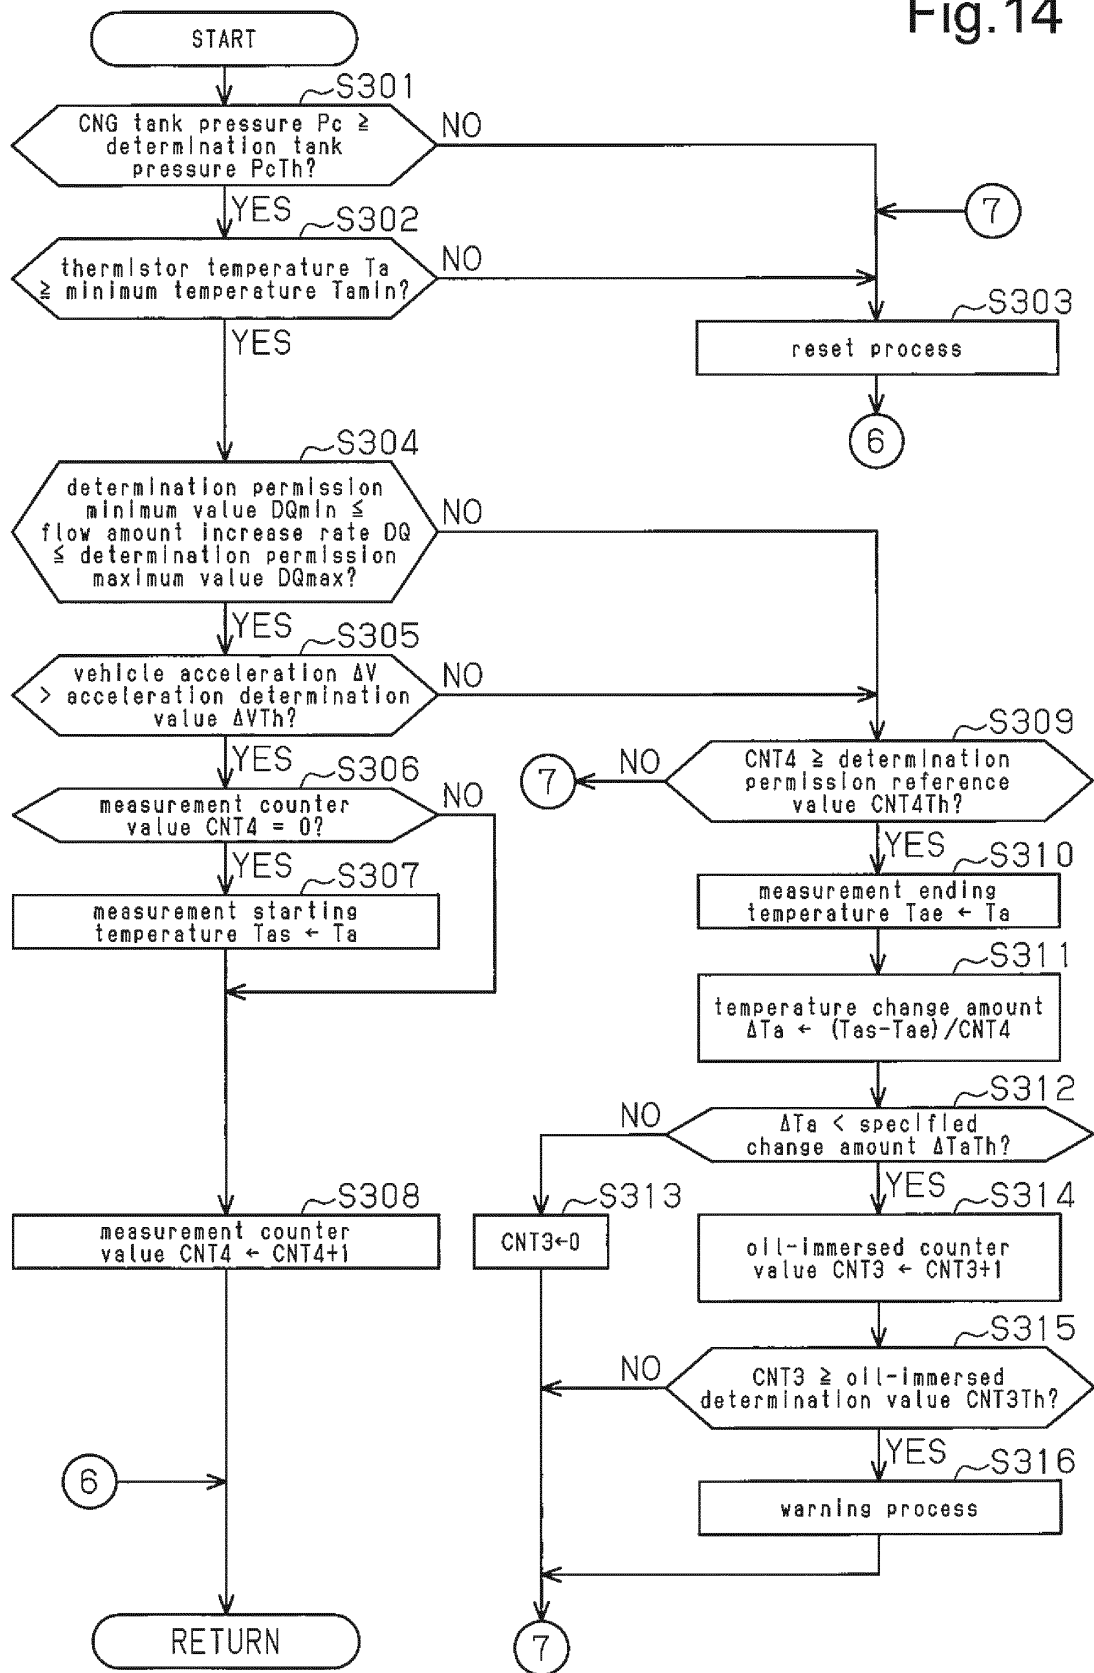 Fig.14
START
S301
CNG tank pressure Pc ≧
determination tank
pressure PcTh?
NO
YES
7
S302
thermistor temperature Ta
≧ minimum temperature Tamin?
NO
YES
S303
reset process
6
S304
determination permission
minimum value DQmin ≦
flow amount increase rate DQ
≦ determination permission
maximum value DQmax?
NO
YES
S305
vehicle acceleration ΔV
> acceleration determination
value ΔVTh?
NO
YES
S306
measurement counter
value CNT4 = 0?
NO
YES
S307
measurement starting
temperature Tas ← Ta
S308
measurement counter
value CNT4 ← CNT4+1
6
RETURN
S309
CNT4 ≧ determination
permission reference
value CNT4Th?
NO
7
YES
S310
measurement ending
temperature Tae ← Ta
S311
temperature change amount
ΔTa ← (Tas-Tae)/CNT4
S312
ΔTa < specified
change amount ΔTaTh?
NO
YES
S313
CNT3←0
S314
oil-immersed counter
value CNT3 ← CNT3+1
S315
CNT3 ≧ oil-immersed
determination value CNT3Th?
NO
YES
S316
warning process
7